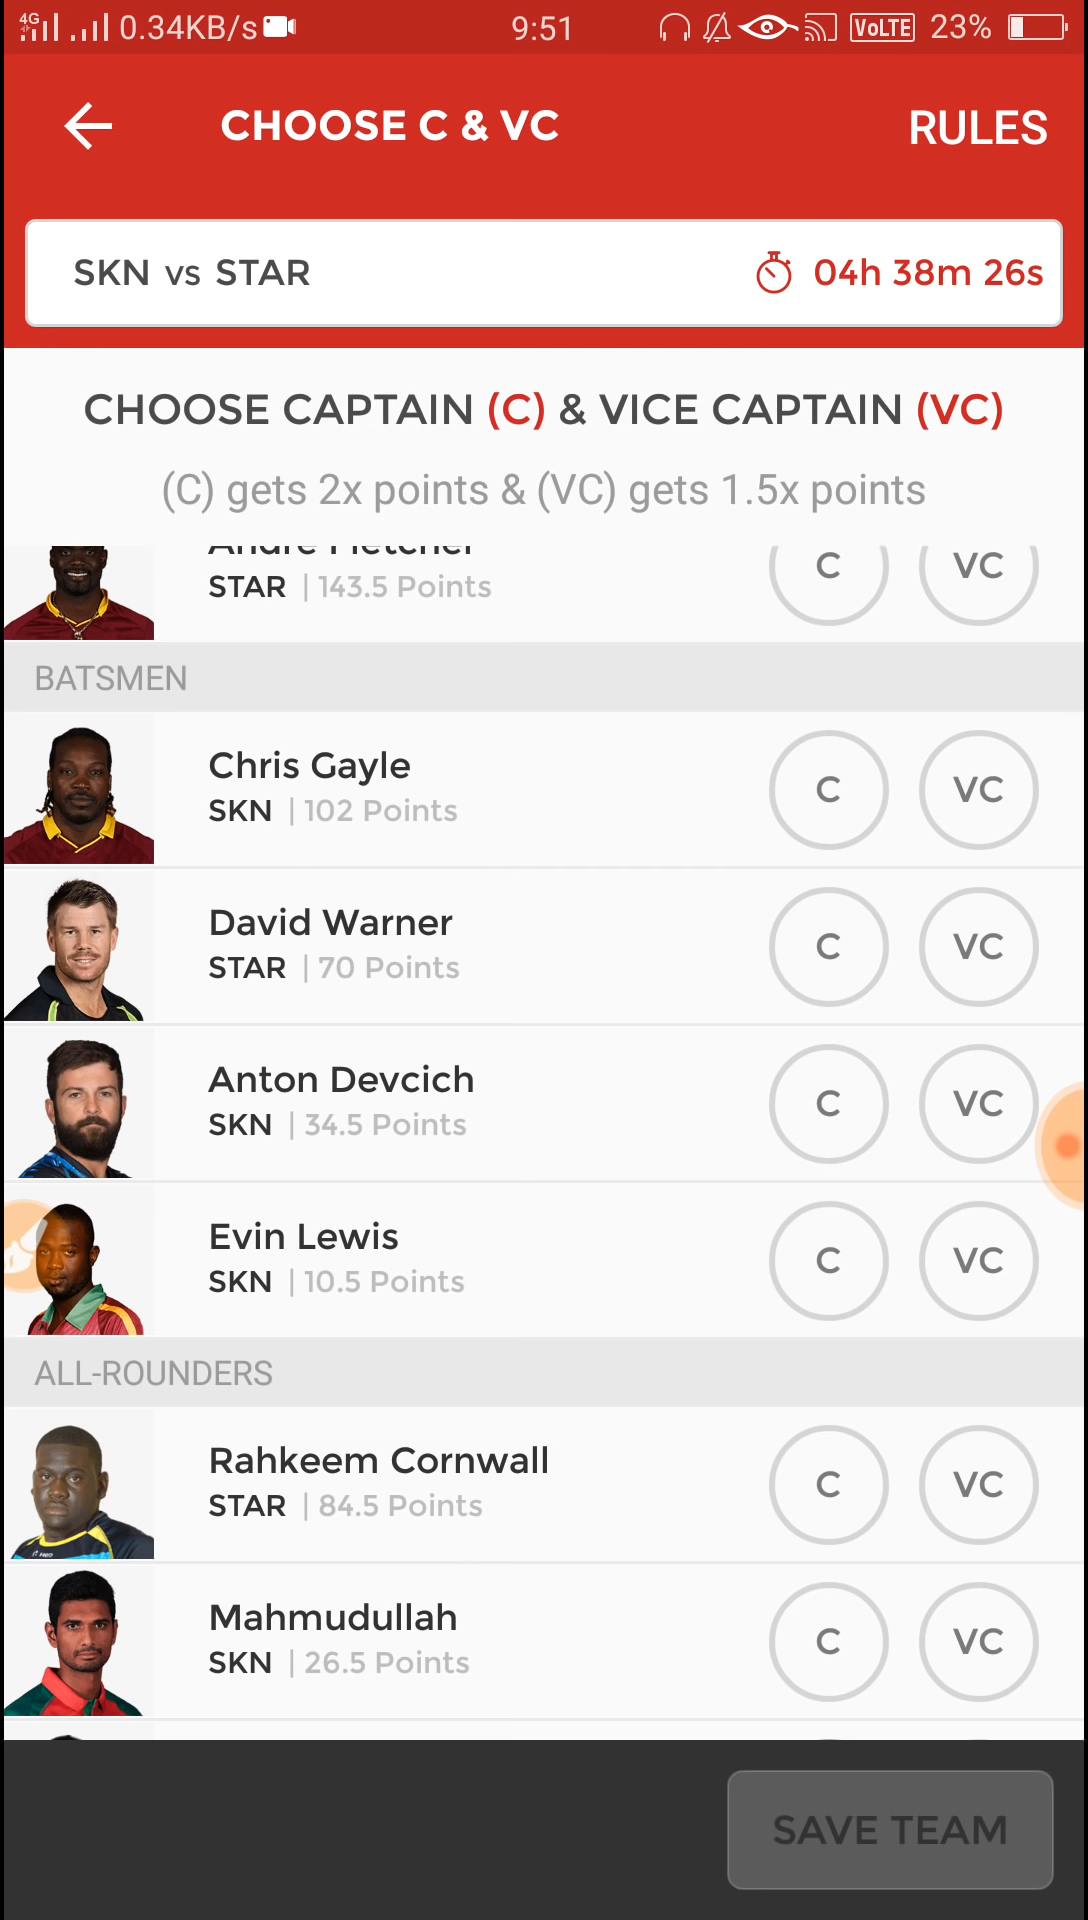 4G 0.34KB/s 9:51 VoLTE 23%
CHOOSE C & VC RULES
SKN vs STAR 04h 38m 26s
CHOOSE CAPTAIN (C) & VICE CAPTAIN (VC)
(C) gets 2x points & (VC) gets 1.5x points
Andre Fletcher
STAR | 143.5 Points C VC
BATSMEN
Chris Gayle
SKN | 102 Points C VC
David Warner
STAR | 70 Points C VC
Anton Devcich
SKN | 34.5 Points C VC
Evin Lewis
SKN | 10.5 Points C VC
ALL-ROUNDERS
Rahkeem Cornwall
STAR | 84.5 Points C VC
Mahmudullah
SKN | 26.5 Points C VC
SAVE TEAM